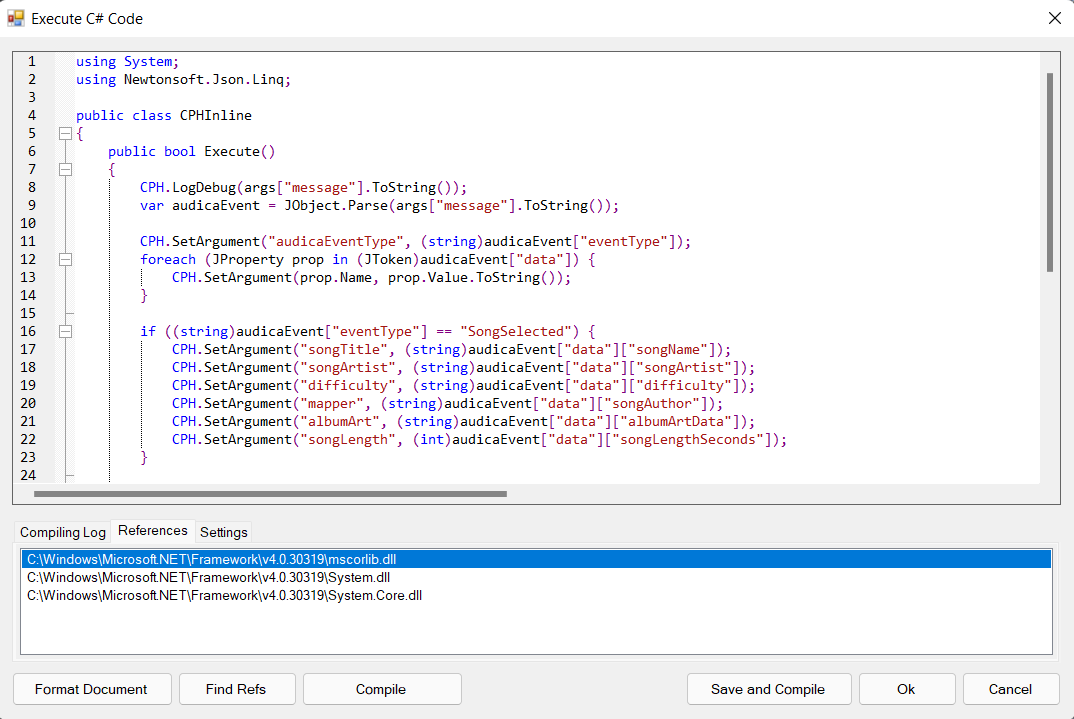 Execute C# Code
1 using System;
2 using Newtonsoft.Json.Linq;
3
4 public class CPHInline
5 {
6 public bool Execute()
7 {
8 CPH.LogDebug(args["message"].ToString());
9 var audicaEvent = JObject.Parse(args["message"].ToString());
10
11 CPH.SetArgument("audicaEventType", (string)audicaEvent["eventType"]);
12 foreach (JProperty prop in (JToken)audicaEvent["data"]) {
13 CPH.SetArgument(prop.Name, prop.Value.ToString());
14 }
15
16 if ((string)audicaEvent["eventType"] == "SongSelected") {
17 CPH.SetArgument("songTitle", (string)audicaEvent["data"]["songName"]);
18 CPH.SetArgument("songArtist", (string)audicaEvent["data"]["songArtist"]);
19 CPH.SetArgument("difficulty", (string)audicaEvent["data"]["difficulty"]);
20 CPH.SetArgument("mapper", (string)audicaEvent["data"]["songAuthor"]);
21 CPH.SetArgument("albumArt", (string)audicaEvent["data"]["albumArtData"]);
22 CPH.SetArgument("songLength", (int)audicaEvent["data"]["songLengthSeconds"]);
23 }
24
Compiling Log References Settings
C:\Windows\Microsoft.NET\Framework\v4.0.30319\mscorlib.dll
C:\Windows\Microsoft.NET\Framework\v4.0.30319\System.dll
C:\Windows\Microsoft.NET\Framework\v4.0.30319\System.Core.dll
Format Document Find Refs Compile Save and Compile Ok Cancel